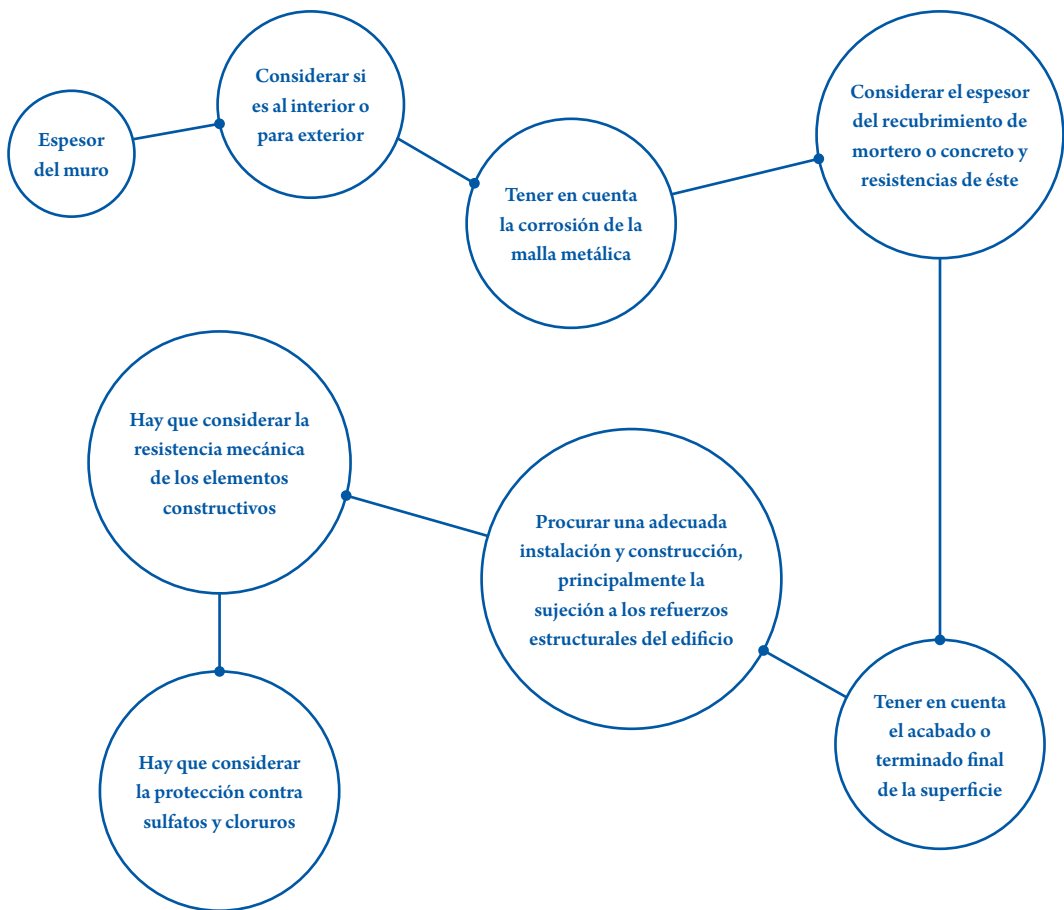 Espesor
del muro
Considerar si
es al interior o
para exterior
Tener en cuenta
la corrosión de la
malla metálica
Considerar el espesor
del recubrimiento de
mortero o concreto y
resistencias de éste
Tener en cuenta
el acabado o
terminado final
de la superficie
Procurar una adecuada
instalación y construcción,
principalmente la
sujeción a los refuerzos
estructurales del edificio
Hay que considerar la
resistencia mecánica
de los elementos
constructivos
Hay que considerar
la protección contra
sulfatos y cloruros